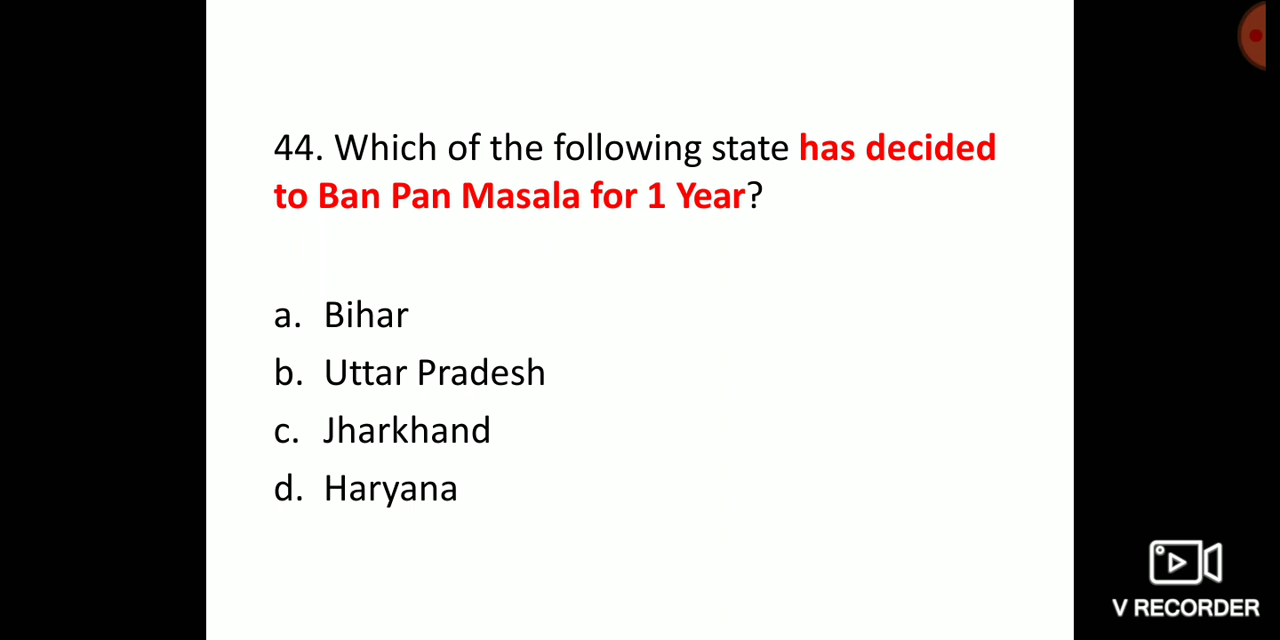 44. Which of the following state has decided
to Ban Pan Masala for 1 Year?
a. Bihar
b. Uttar Pradesh
c. Jharkhand
d. Haryana
V RECORDER